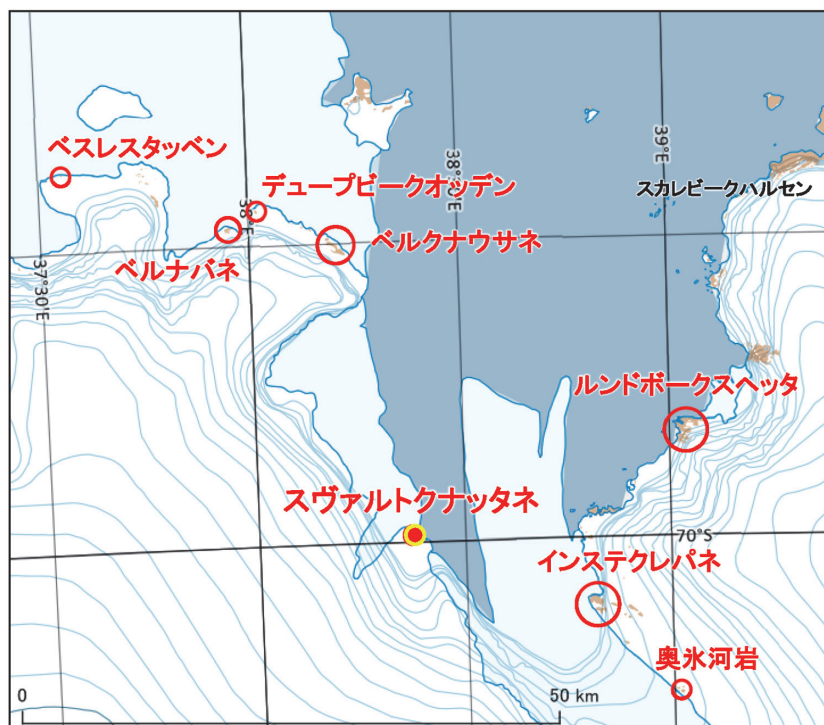 ベスレスタッベン
デュープビークオッデン
38°E
38°30'E
39°E
スカレビークハルセン
ベルナバネ
ベルクナウサネ
37°30'E
ルンドボークスヘッタ
スヴァルトクナッタネ
70°S
インステクレパネ
奥氷河岩
0
50 km